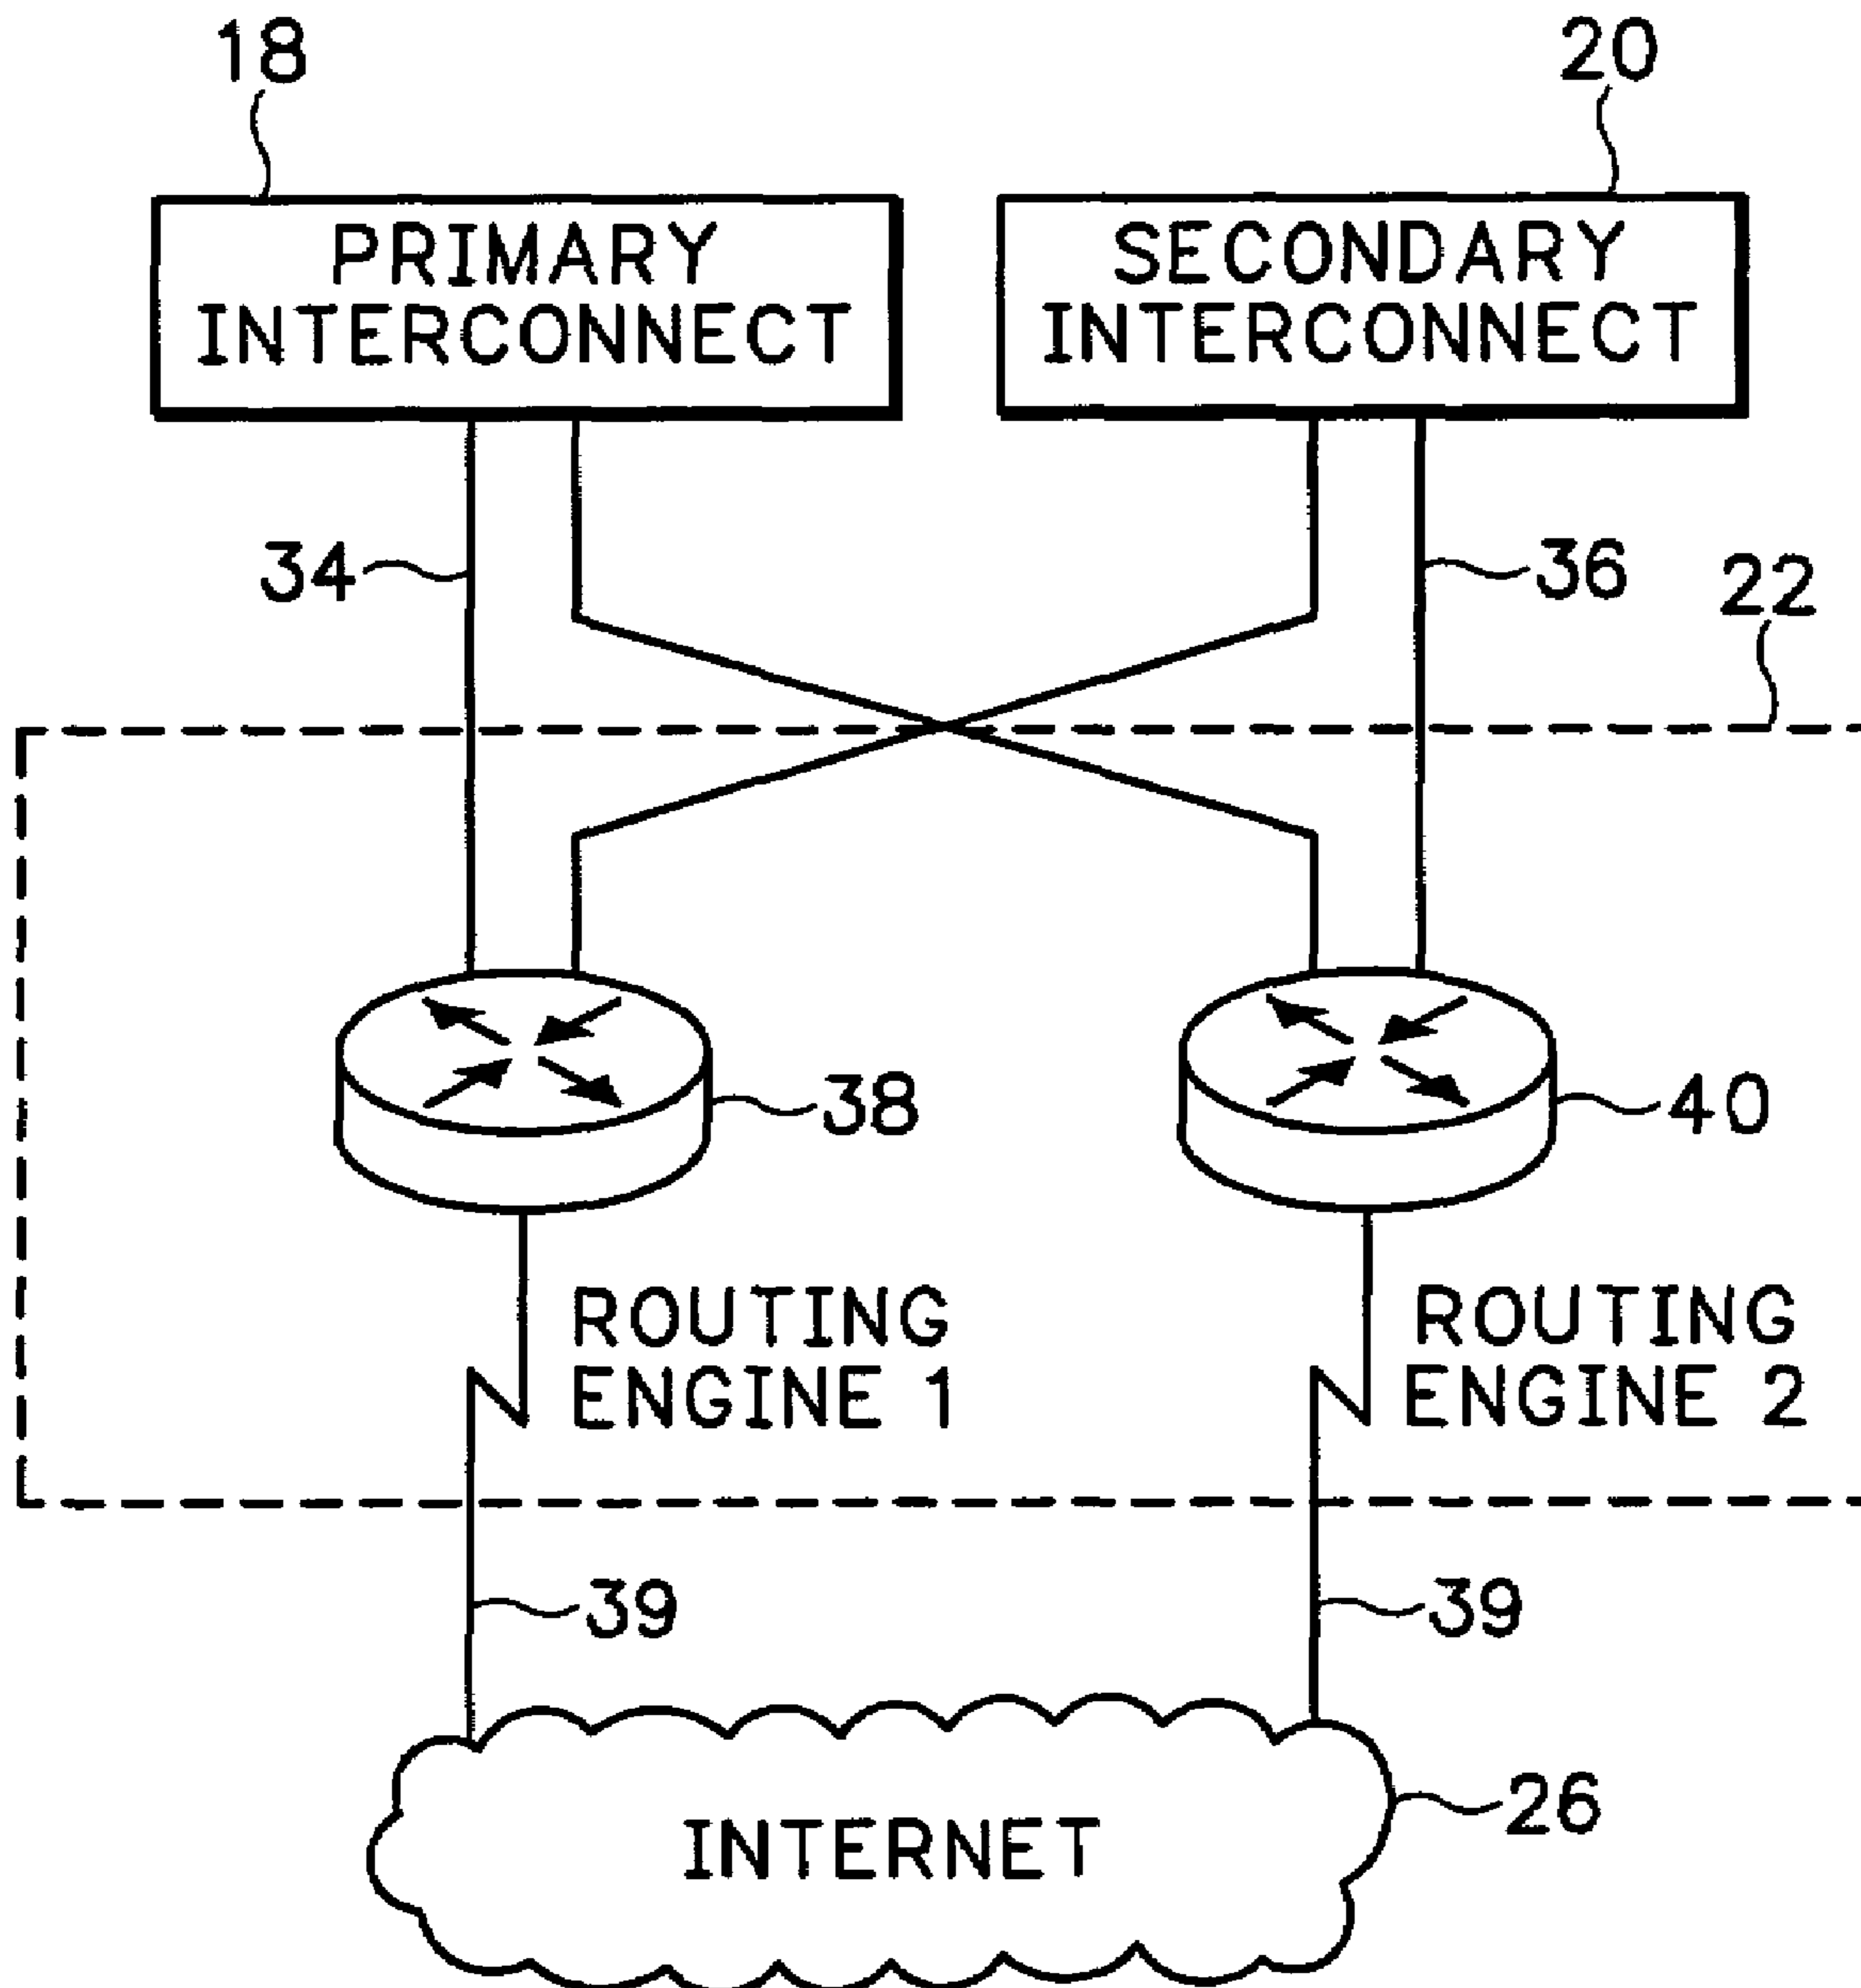 18
20
PRIMARY
INTERCONNECT
SECONDARY
INTERCONNECT
34
36
22
38
40
ROUTING
ENGINE 1
ROUTING
ENGINE 2
39
39
26
INTERNET